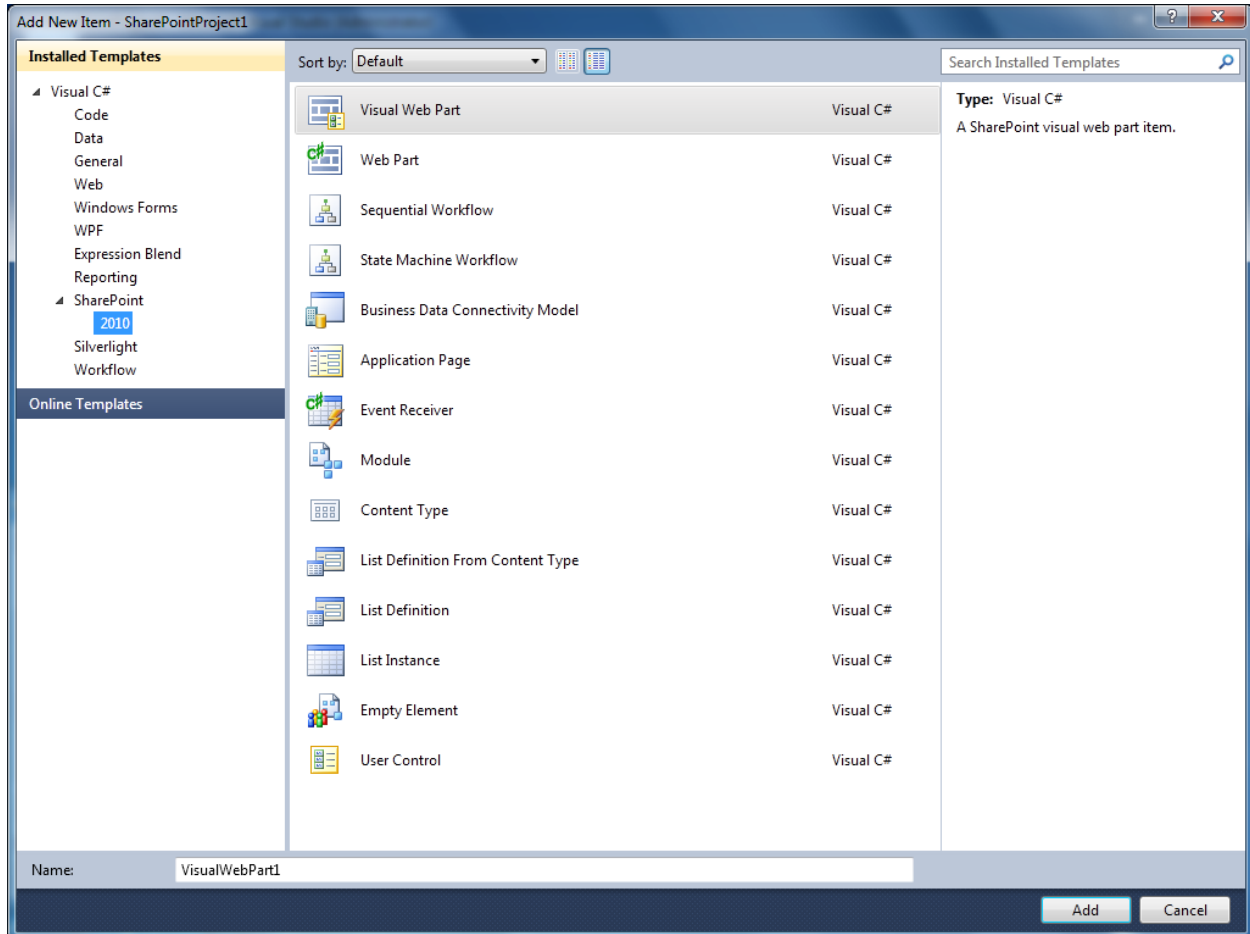 Add New Item - SharePointProject1
Installed Templates
Sort by: Default
Search Installed Templates
Visual C#
Code
Data
General
Web
Windows Forms
WPF
Expression Blend
Reporting
SharePoint
2010
Silverlight
Workflow
Online Templates
Visual Web Part Visual C#
Web Part Visual C#
Sequential Workflow Visual C#
State Machine Workflow Visual C#
Business Data Connectivity Model Visual C#
Application Page Visual C#
Event Receiver Visual C#
Module Visual C#
Content Type Visual C#
List Definition From Content Type Visual C#
List Definition Visual C#
List Instance Visual C#
Empty Element Visual C#
User Control Visual C#
Type: Visual C#
A SharePoint visual web part item.
Name: VisualWebPart1
Add Cancel